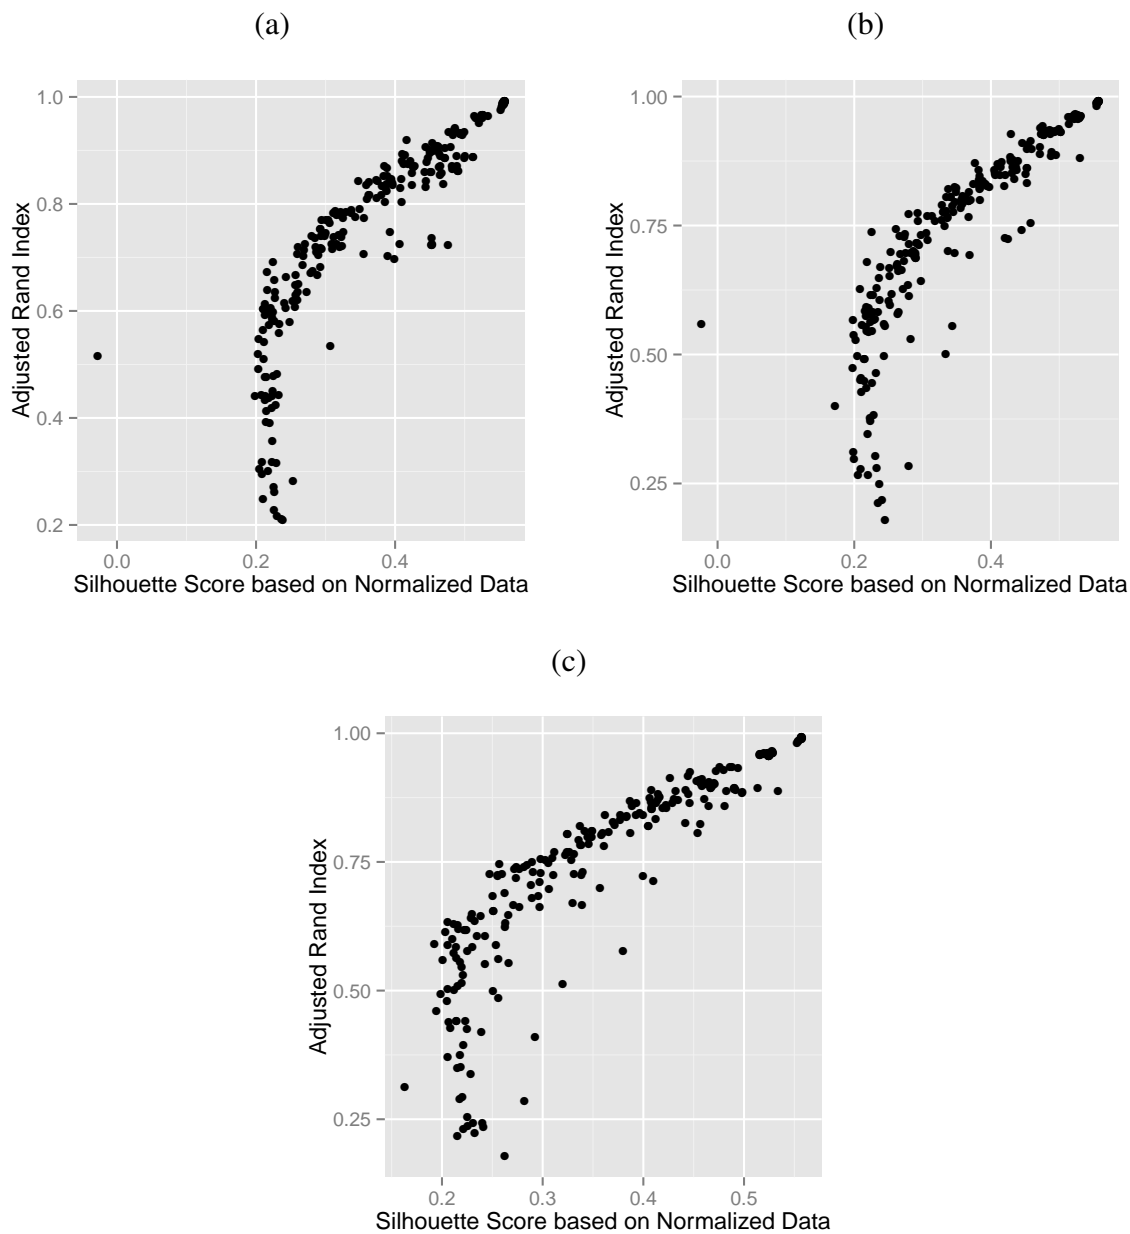 (a)
1.0
0.8
0.6
0.4
0.2
Adjusted Rand Index
0.0 0.2 0.4
Silhouette Score based on Normalized Data
(b)
1.00
0.75
0.50
0.25
Adjusted Rand Index
0.0 0.2 0.4
Silhouette Score based on Normalized Data
(c)
1.00
0.75
0.50
0.25
Adjusted Rand Index
0.2 0.3 0.4 0.5
Silhouette Score based on Normalized Data